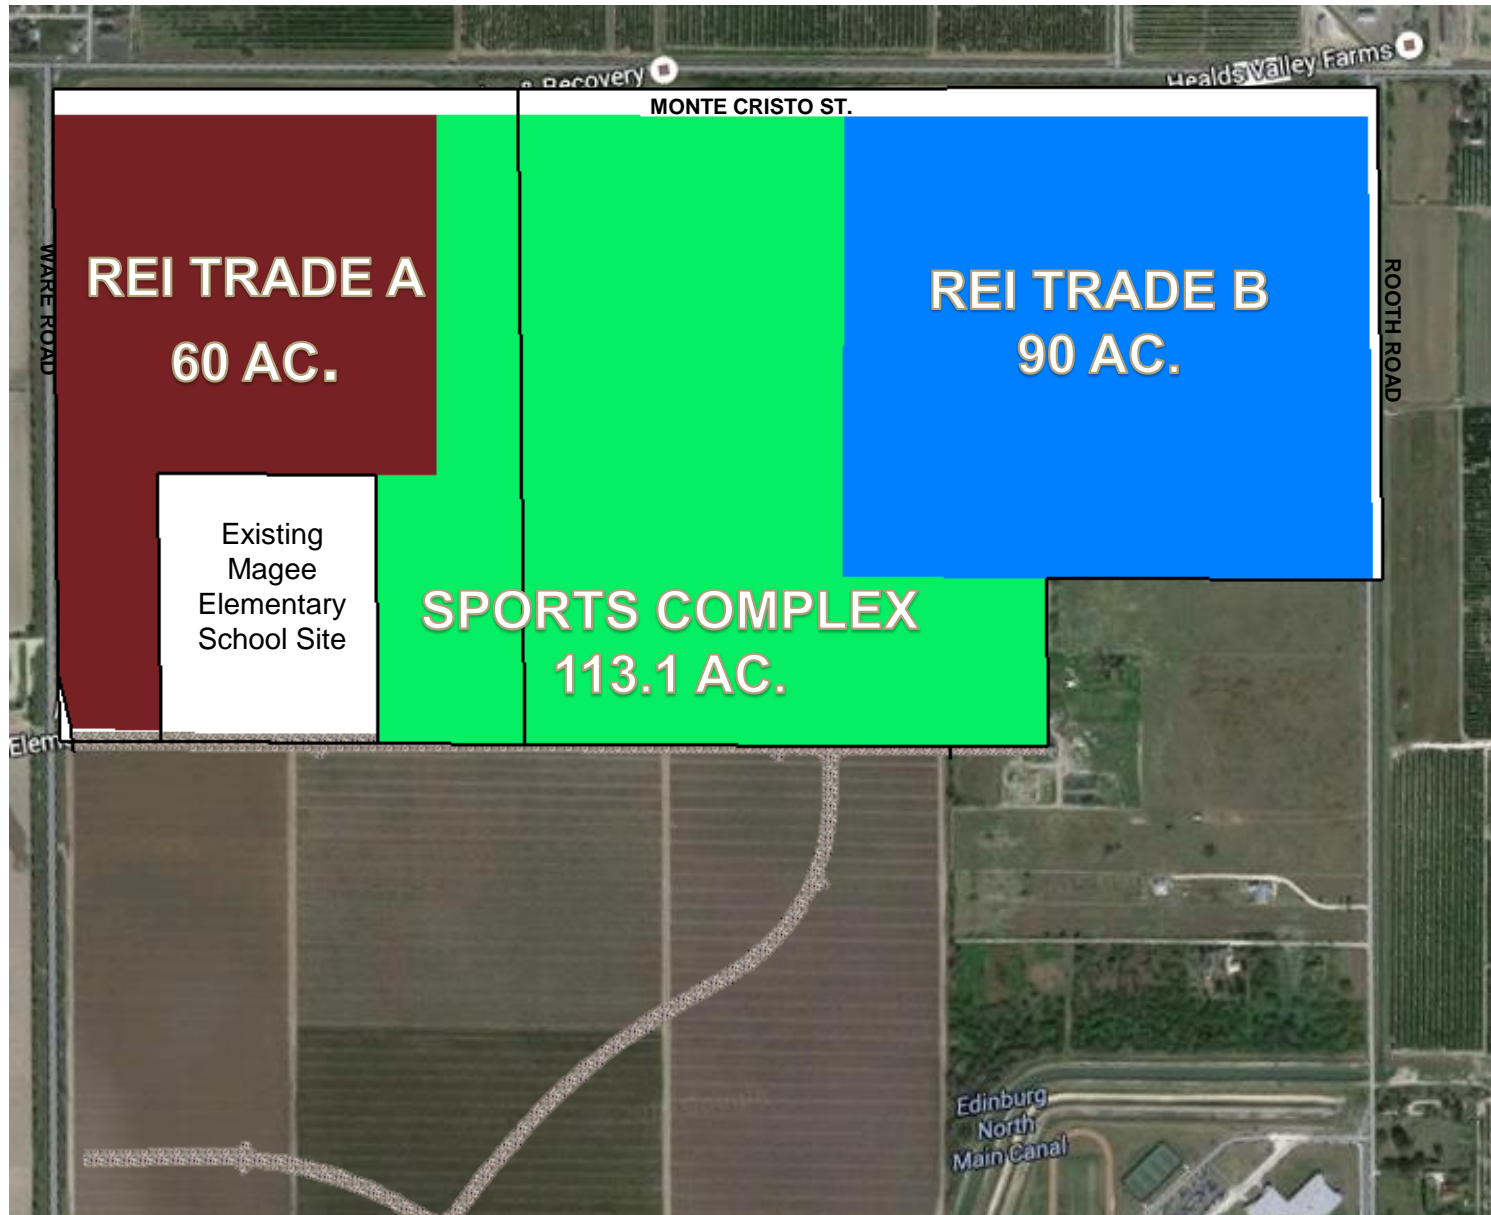 & Recovery
Healds Valley Farms
MONTE CRISTO ST.
WARE ROAD
REI TRADE A
60 AC.
REI TRADE B
90 AC.
ROOTH ROAD
Existing
Magee
Elementary
School Site
SPORTS COMPLEX
113.1 AC.
Elem
Edinburg
North
Main Canal